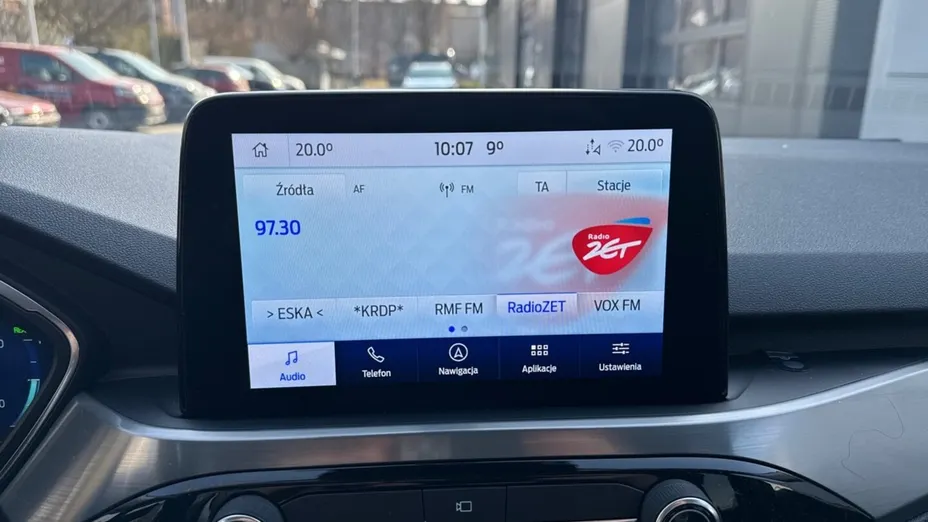 20.0° 10:07 9° 20.0°
Źródła AF FM TA Stacje
97.30
Radio
ZET
> ESKA < *KRDP* RMF FM RadioZET VOX FM
Audio Telefon Nawigacja Aplikacje Ustawienia